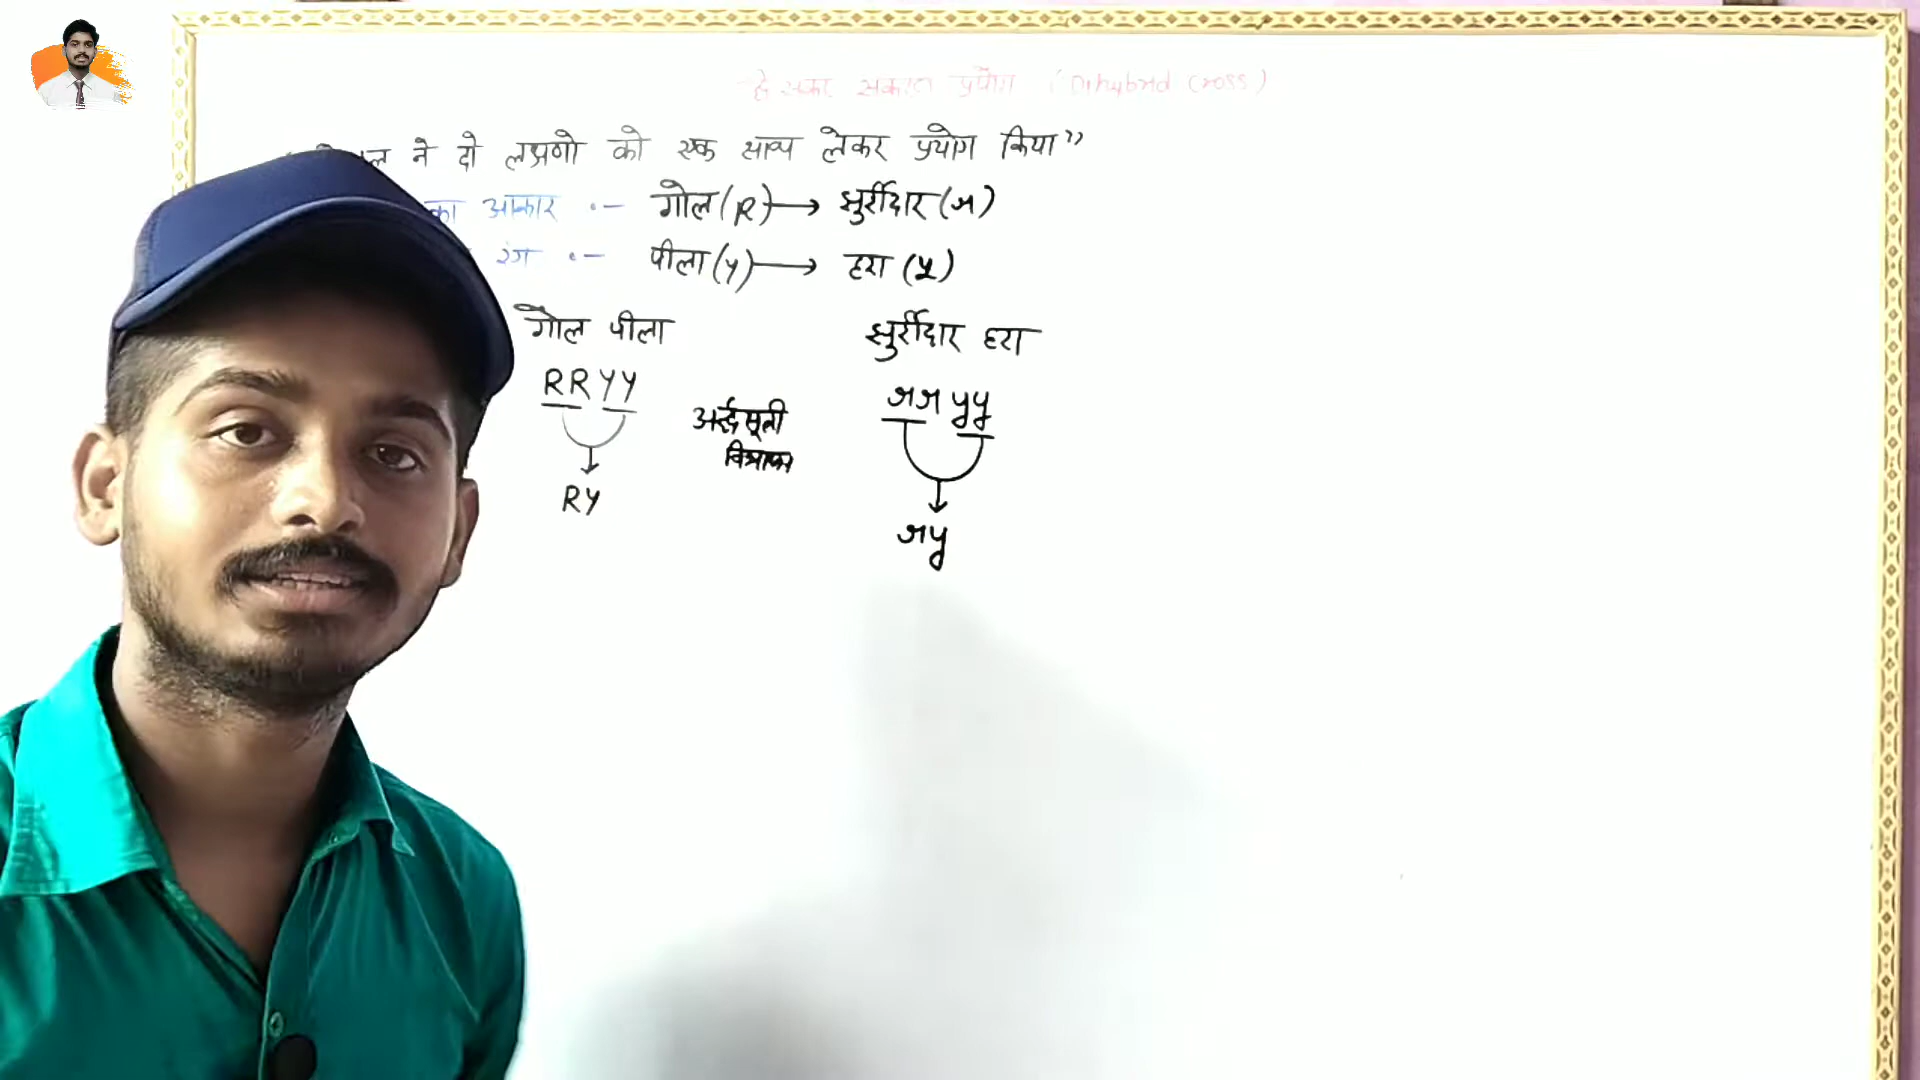 संकर संकरण प्रयोग (Dihybrid Cross)
ने दो लक्षणो को एक साथ लेकर प्रयोग किया”
का आकार :- गोल (R) → झुर्रीदार (r)
रंग :- पीला (Y) → हरा (y)
गोल पीला झुर्रीदार हरा
RRYY rryy
अर्द्धसूत्री
विभाजन
RY ry